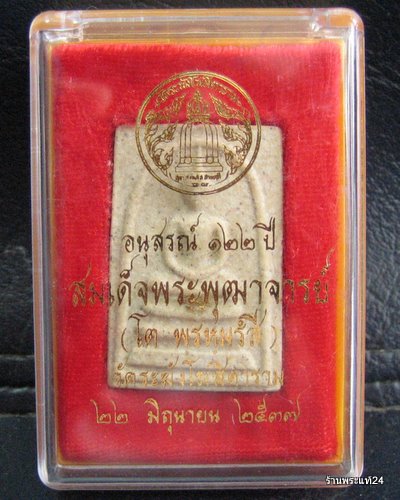 อนุสรณ์ ๑๒๒ ปี
สมเด็จพระพุฒาจารย์
(โต พรหมรังสี)
วัดระฆังโฆสิตาราม
๒๒ มิถุนายน ๒๕๓๗
ร้านพระแท้24